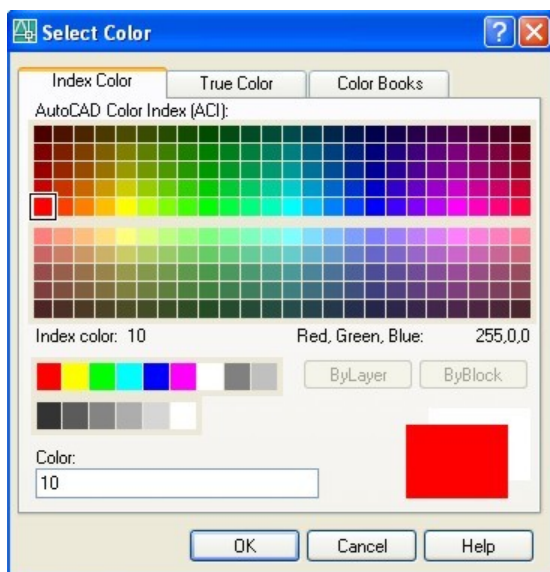 Select Color
Index Color True Color Color Books
AutoCAD Color Index (ACI):
Index color: 10 Red, Green, Blue: 255,0,0
ByLayer ByBlock
Color:
10
OK Cancel Help